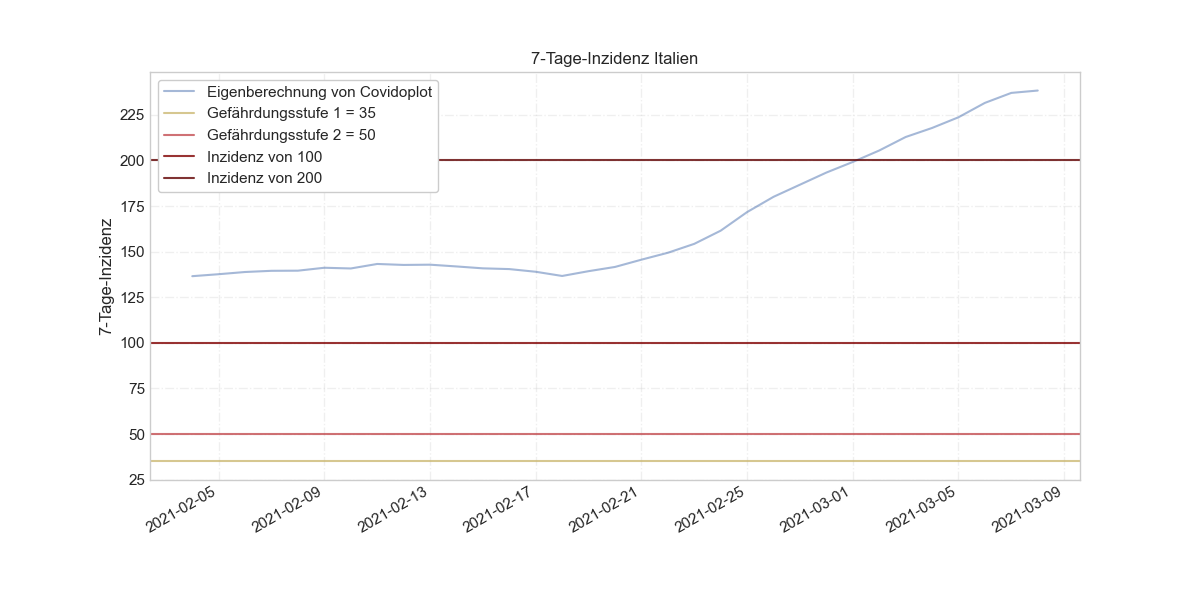 7-Tage-Inzidenz Italien
Eigenberechnung von Covidoplot
Gefährdungsstufe 1 = 35
Gefährdungsstufe 2 = 50
Inzidenz von 100
Inzidenz von 200
7-Tage-Inzidenz
225
200
175
150
125
100
75
50
25
2021-02-05
2021-02-09
2021-02-13
2021-02-17
2021-02-21
2021-02-25
2021-03-01
2021-03-05
2021-03-09